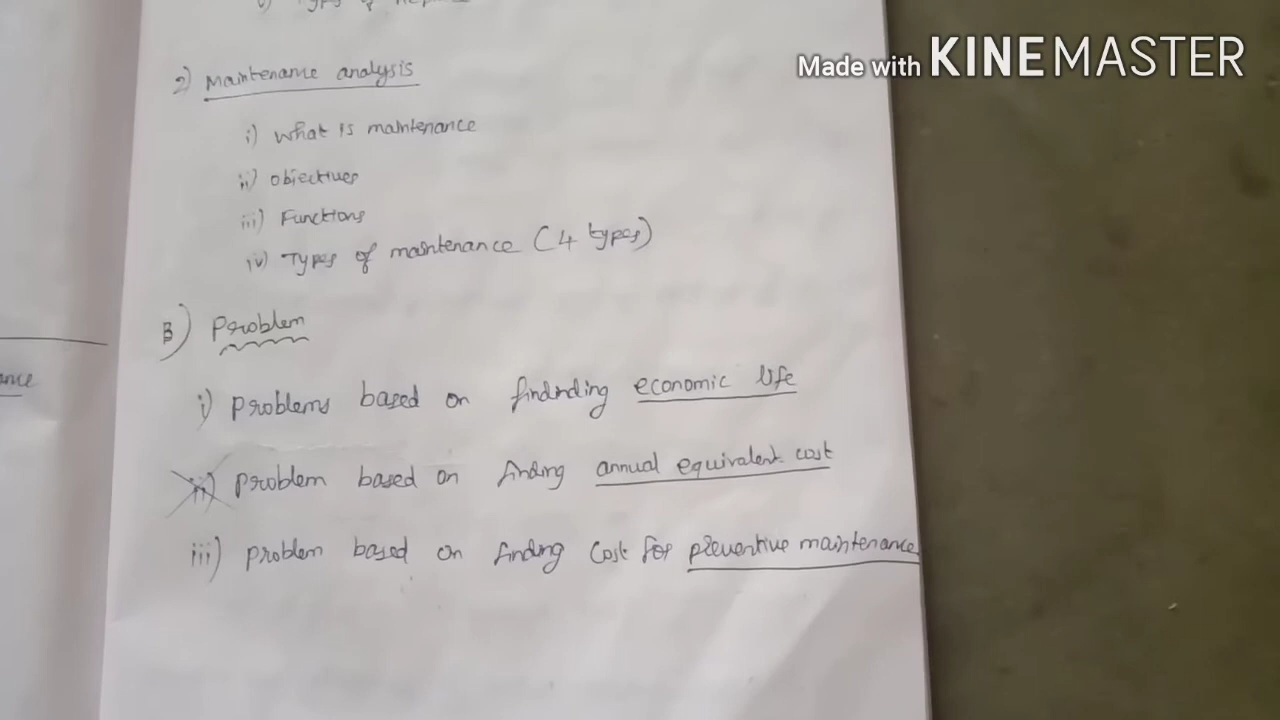 Made with KINEMASTER
2) Maintenance analysis
i) What is maintenance
ii) objectives
iii) Functions
iv) Types of maintenance (4 types)
B) Problem
i) problems based on findinding economic life
ii) problem based on finding annual equivalent cost
iii) problem based on finding cost for preventive maintenance